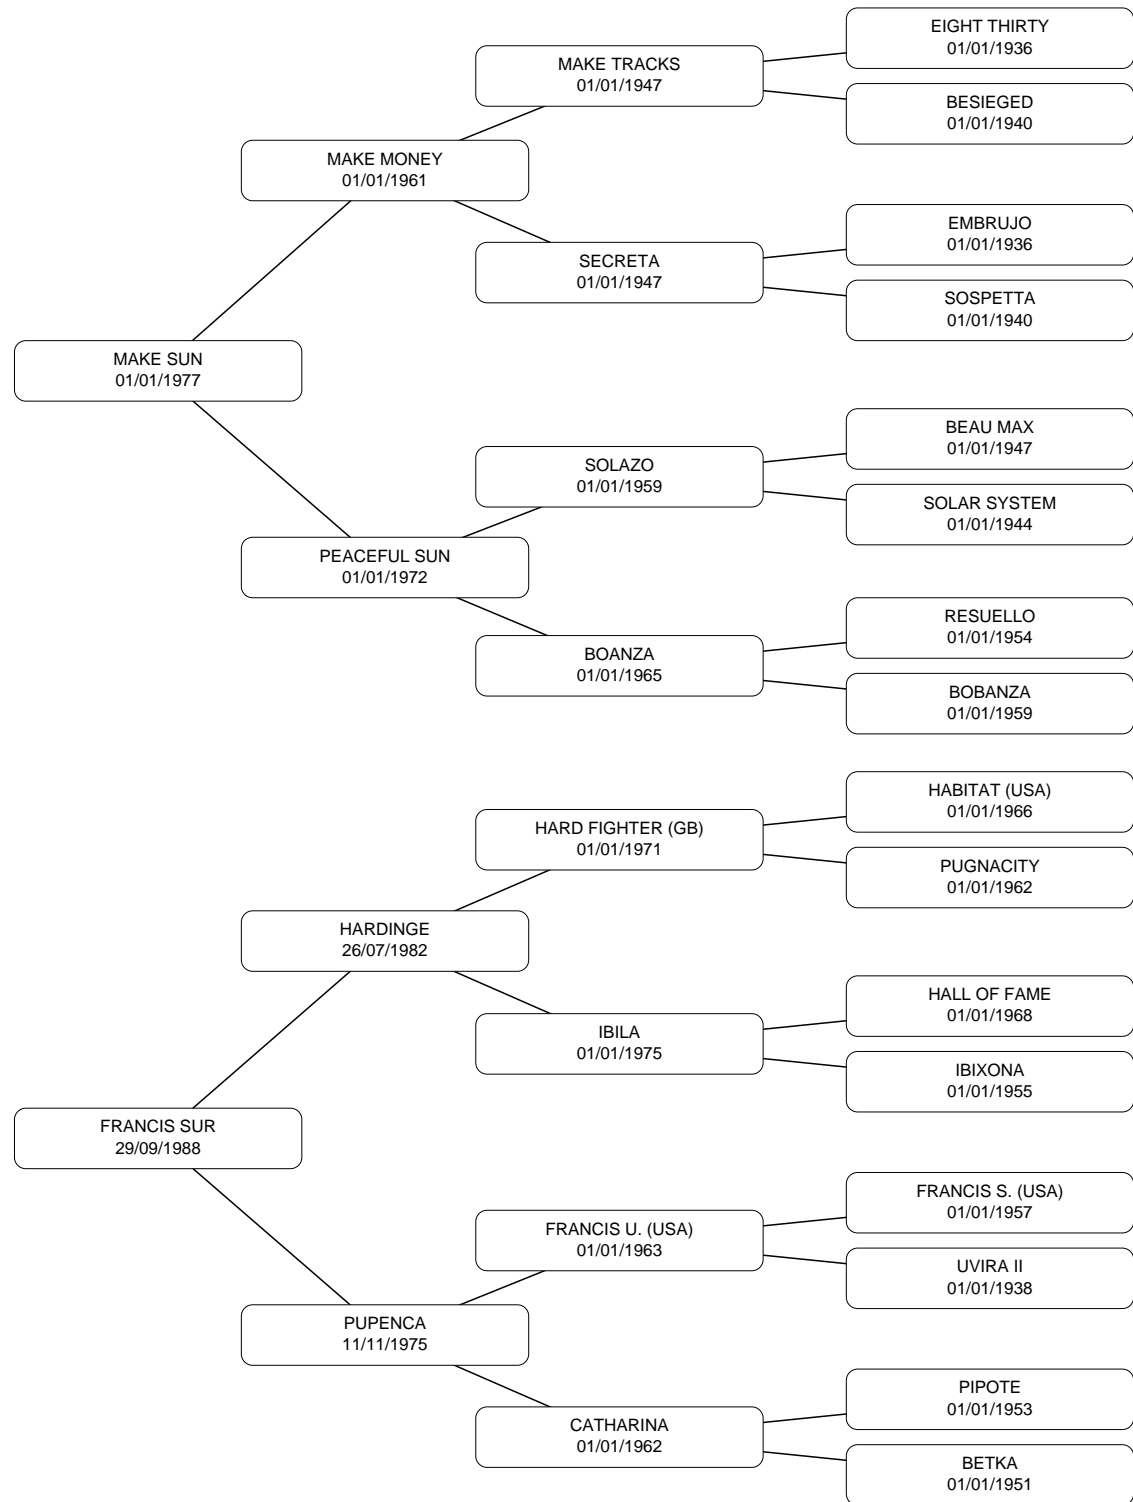 EIGHT THIRTY
01/01/1936
MAKE TRACKS
01/01/1947
BESIEGED
01/01/1940
MAKE MONEY
01/01/1961
EMBRUJO
01/01/1936
SECRETA
01/01/1947
SOSPETTA
01/01/1940
MAKE SUN
01/01/1977
BEAU MAX
01/01/1947
SOLAZO
01/01/1959
SOLAR SYSTEM
01/01/1944
PEACEFUL SUN
01/01/1972
RESUELLO
01/01/1954
BOANZA
01/01/1965
BOBANZA
01/01/1959
HABITAT (USA)
01/01/1966
HARD FIGHTER (GB)
01/01/1971
PUGNACITY
01/01/1962
HARDINGE
26/07/1982
HALL OF FAME
01/01/1968
IBILA
01/01/1975
IBIXONA
01/01/1955
FRANCIS SUR
29/09/1988
FRANCIS S. (USA)
01/01/1957
FRANCIS U. (USA)
01/01/1963
UVIRA II
01/01/1938
PUPENCA
11/11/1975
PIPOTE
01/01/1953
CATHARINA
01/01/1962
BETKA
01/01/1951